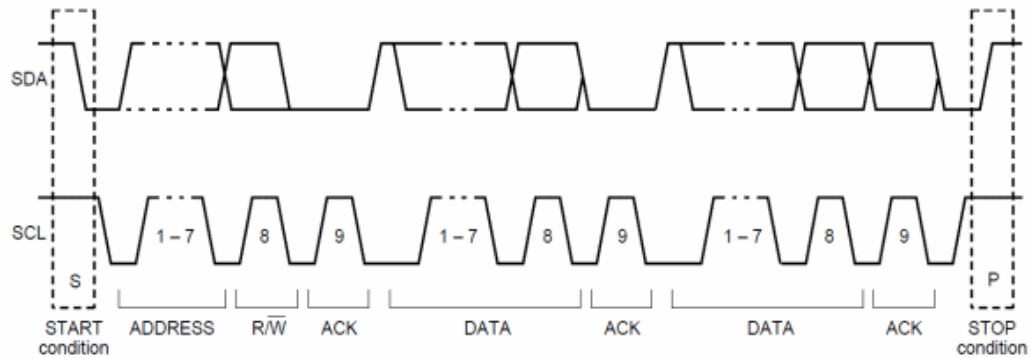 SDA
SCL
1 – 7 8 9 1 – 7 8 9 1 – 7 8 9
S P
START condition ADDRESS R/W̅ ACK DATA ACK DATA ACK STOP condition